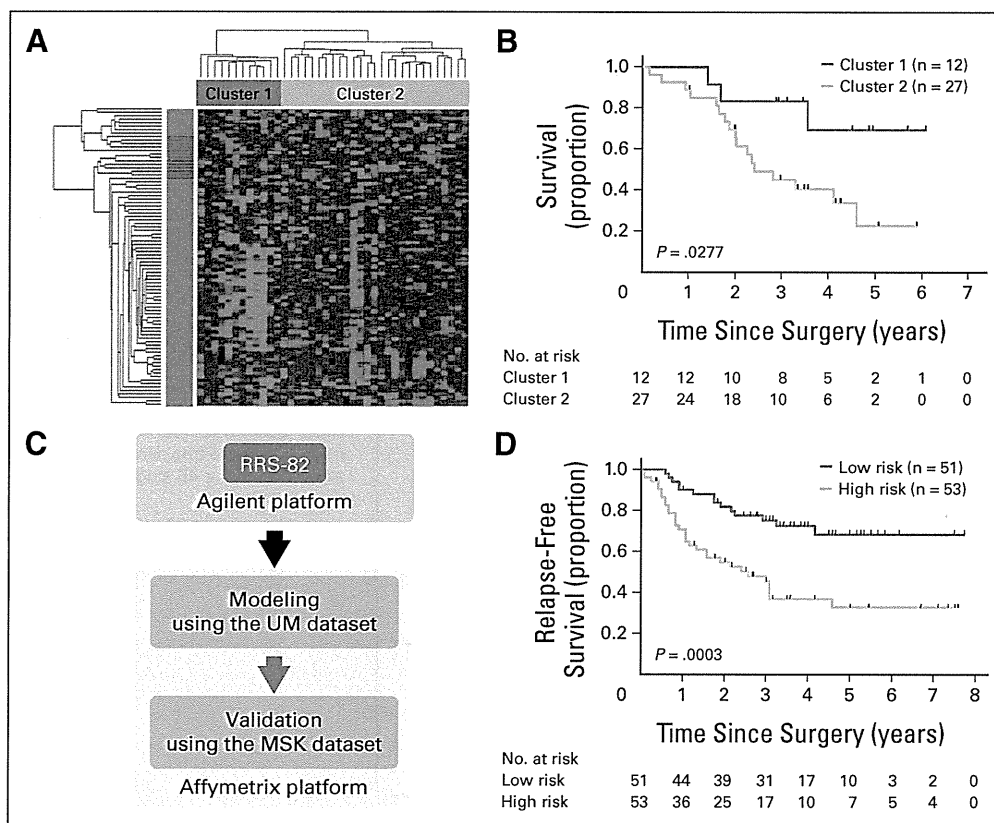 A
Cluster 1
Cluster 2
B
Survival
(proportion)
1.0
0.8
0.6
0.4
0.2
Cluster 1 (n = 12)
Cluster 2 (n = 27)
P = .0277
0 1 2 3 4 5 6 7
Time Since Surgery (years)
No. at risk
Cluster 1 12 12 10 8 5 2 1 0
Cluster 2 27 24 18 10 6 2 0 0
C
RRS-82
Agilent platform
Modeling
using the UM dataset
Validation
using the MSK dataset
Affymetrix platform
D
Relapse-Free
Survival (proportion)
1.0
0.8
0.6
0.4
0.2
Low risk (n = 51)
High risk (n = 53)
P = .0003
0 1 2 3 4 5 6 7 8
Time Since Surgery (years)
No. at risk
Low risk 51 44 39 31 17 10 3 2 0
High risk 53 36 25 17 10 7 5 4 0